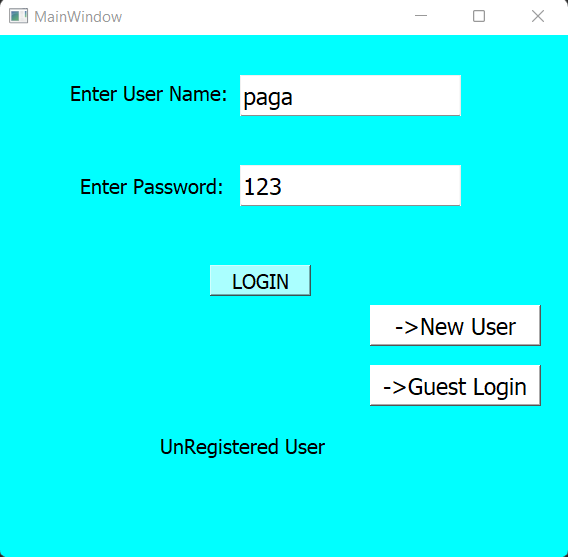 MainWindow
Enter User Name: paga
Enter Password: 123
LOGIN
->New User
->Guest Login
UnRegistered User